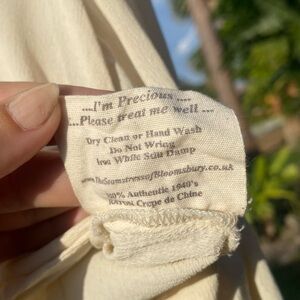 ....I'm Precious ....
...Please treat me well ....
Dry Clean or Hand Wash
Do Not Wring
Iron While Still Damp
www.TheSeamstressofBloomsbury.co.uk
100% Authentic 1940's
RAYON Crepe de Chine